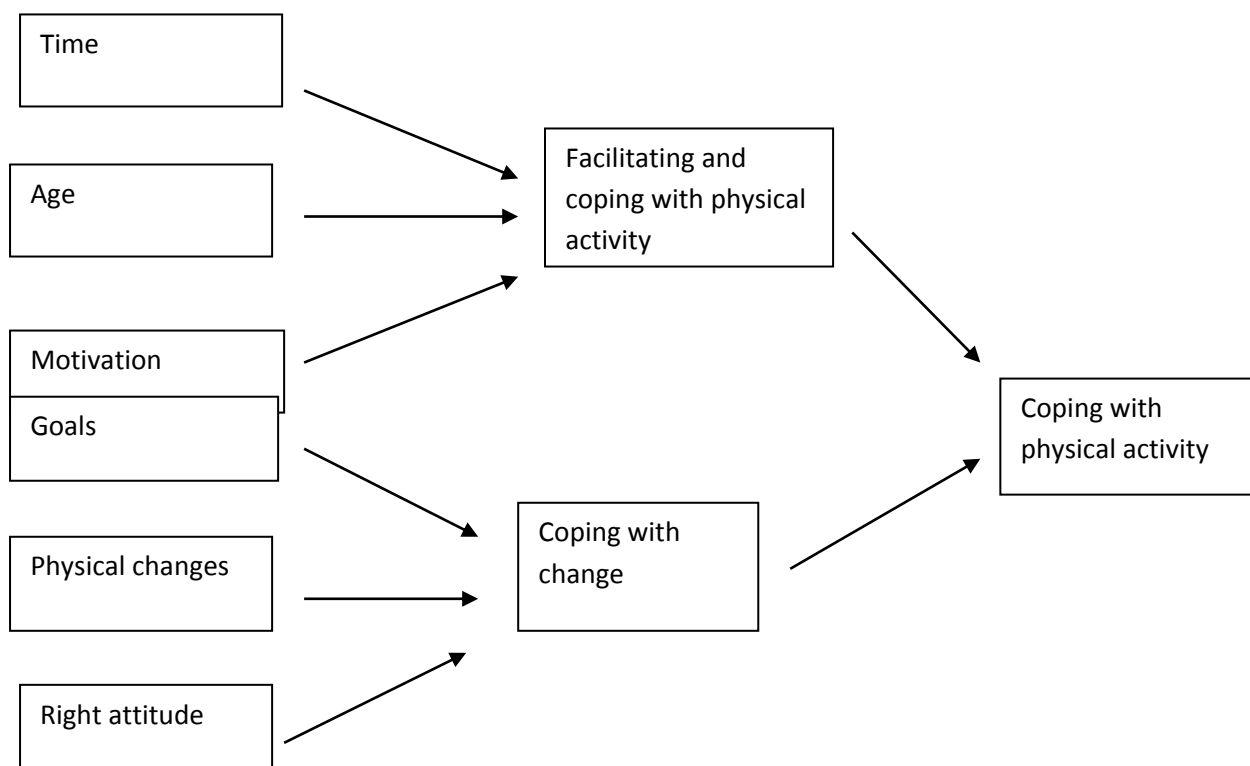 Time
Age
Motivation
Goals
Physical changes
Right attitude
Facilitating and
coping with physical
activity
Coping with
change
Coping with
physical activity